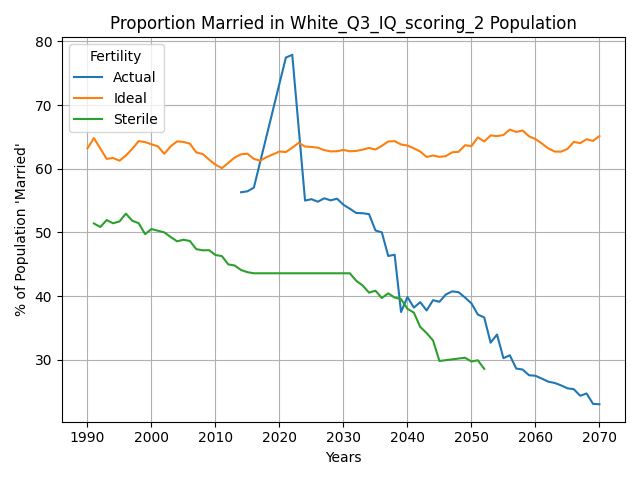 Proportion Married in White_Q3_IQ_scoring_2 Population
% of Population 'Married'
80
70
60
50
40
30
Fertility
Actual
Ideal
Sterile
1990 2000 2010 2020 2030 2040 2050 2060 2070
Years